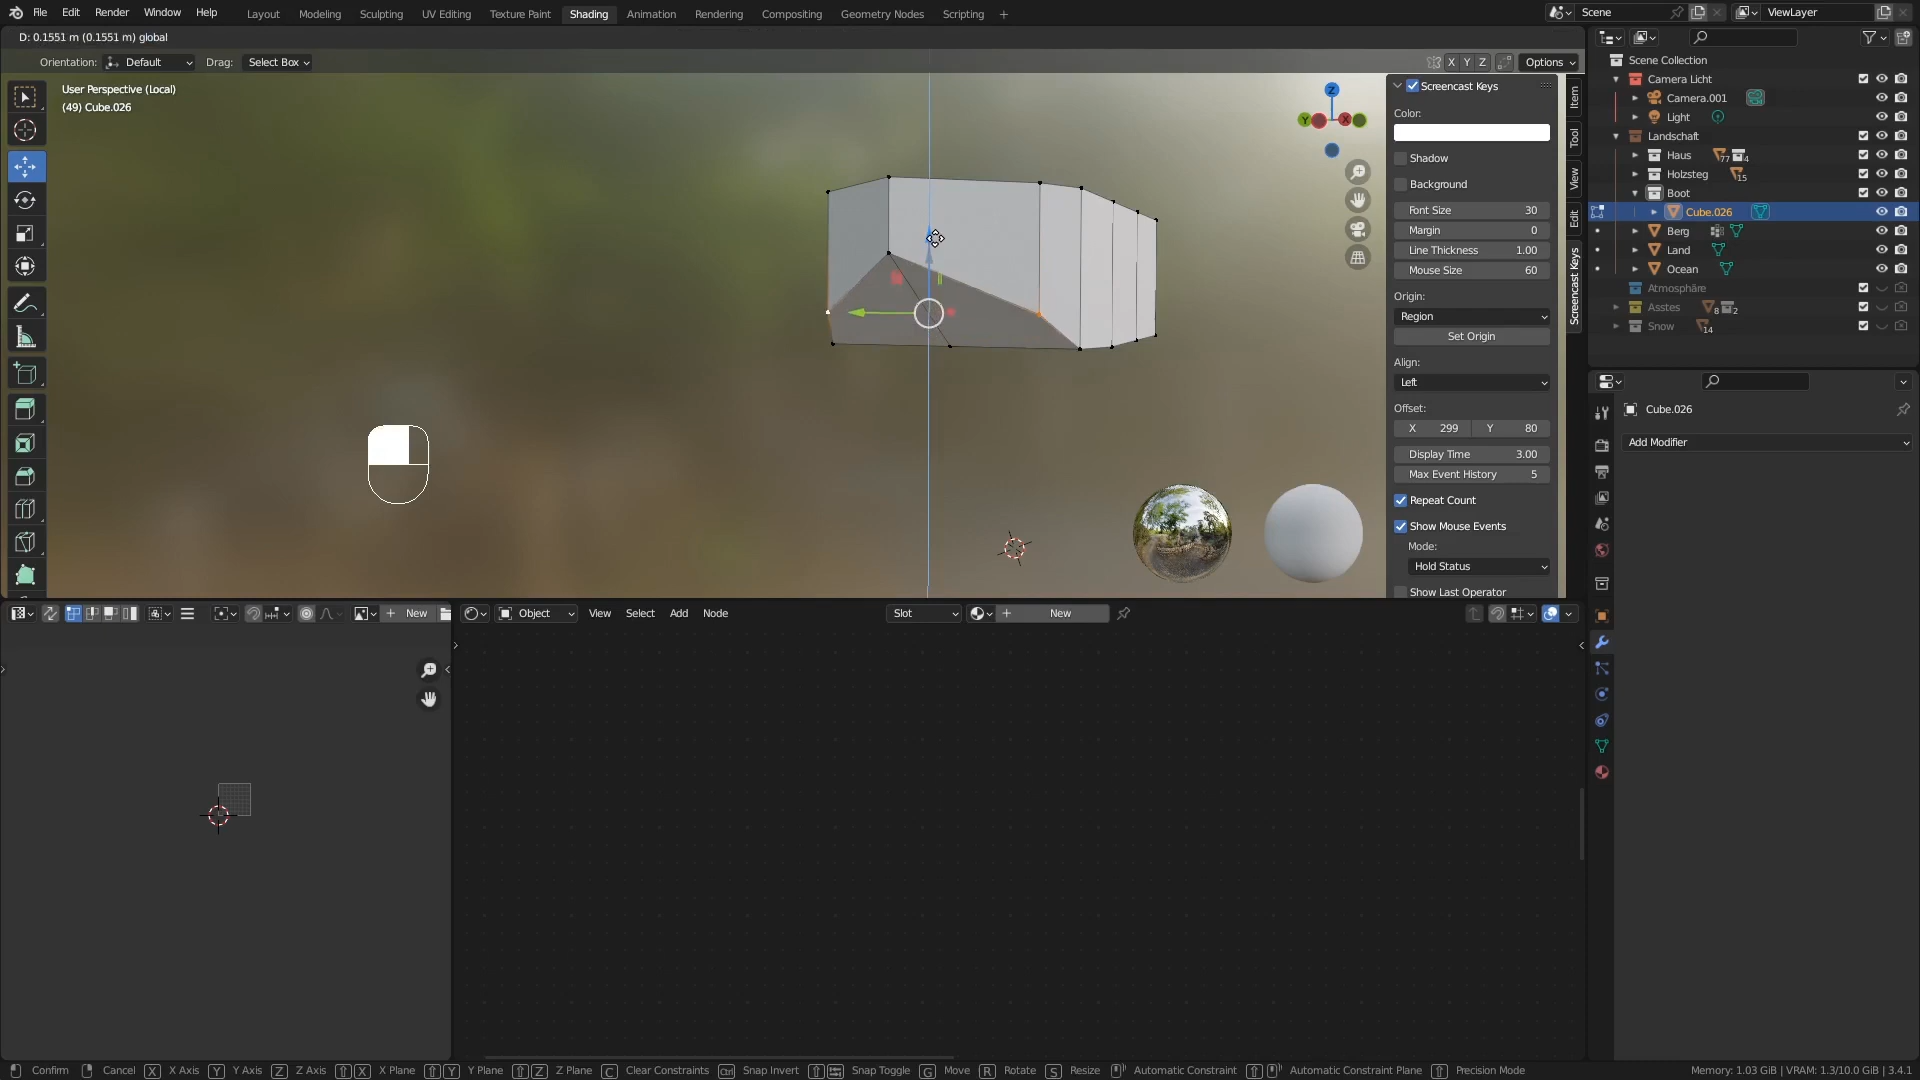 File Edit Render Window Help Layout Modeling Sculpting UV Editing Texture Paint Shading Animation Rendering Compositing Geometry Nodes Scripting + Scene ViewLayer
D: 0.1551 m (0.1551 m) global
Orientation: Default Drag: Select Box X Y Z Options
User Perspective (Local)
(49) Cube.026
Z
Y
X
Screencast Keys
Color:
Shadow
Background
Font Size 30
Margin 0
Line Thickness 1.00
Mouse Size 60
Origin:
Region
Set Origin
Align:
Left
Offset:
X 299 Y 80
Display Time 3.00
Max Event History 5
Repeat Count
Show Mouse Events
Mode:
Hold Status
Show Last Operator
Item
Tool
View
Edit
Screencast Keys
Scene Collection
Camera Licht
Camera.001
Light
Landschaft
Haus 77 4
Holzsteg 15
Boot
Cube.026
Berg
Land
Ocean
Atmosphäre
Asstes 8 2
Snow 14
Cube.026
Add Modifier
+ New
Object View Select Add Node Slot + New
Confirm Cancel X X Axis Y Y Axis Z Z Axis X X Plane Y Y Plane Z Z Plane C Clear Constraints Ctrl Snap Invert Snap Toggle G Move R Rotate S Resize Automatic Constraint Automatic Constraint Plane Precision Mode Memory: 1.03 GiB | VRAM: 1.3/10.0 GiB | 3.4.1